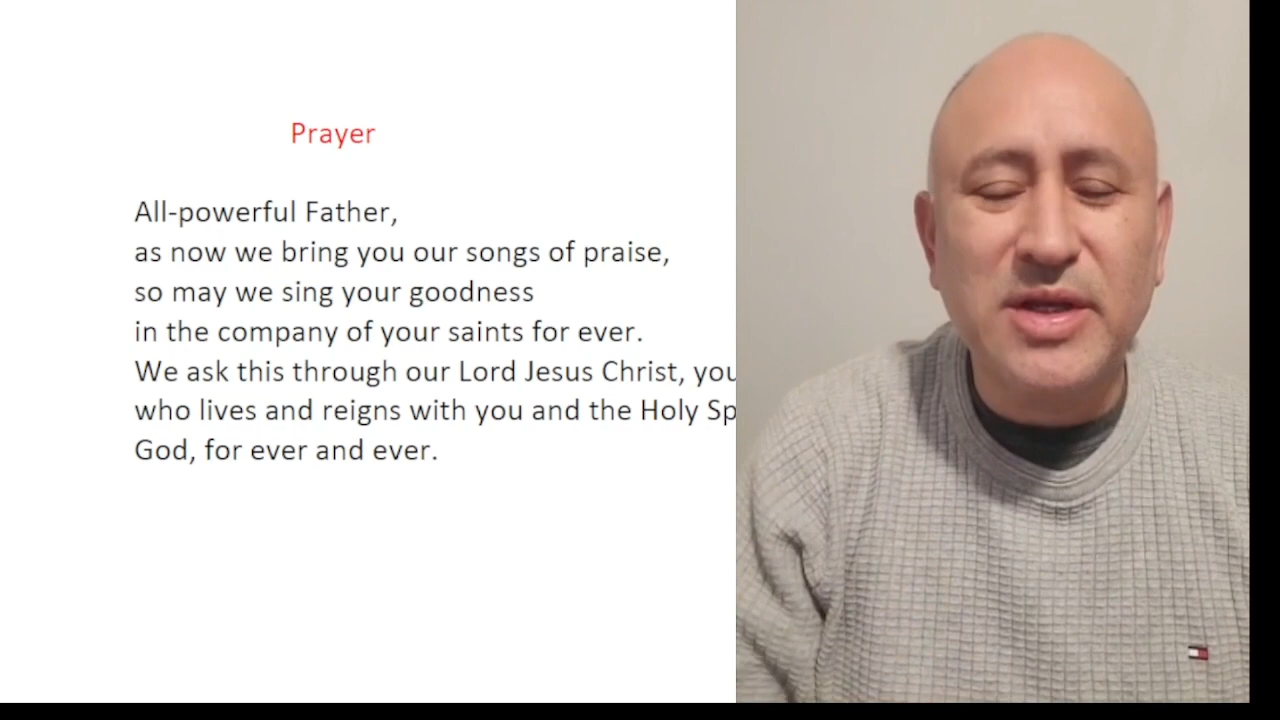 Prayer
All-powerful Father,
as now we bring you our songs of praise,
so may we sing your goodness
in the company of your saints for ever.
We ask this through our Lord Jesus Christ, you
who lives and reigns with you and the Holy Sp
God, for ever and ever.